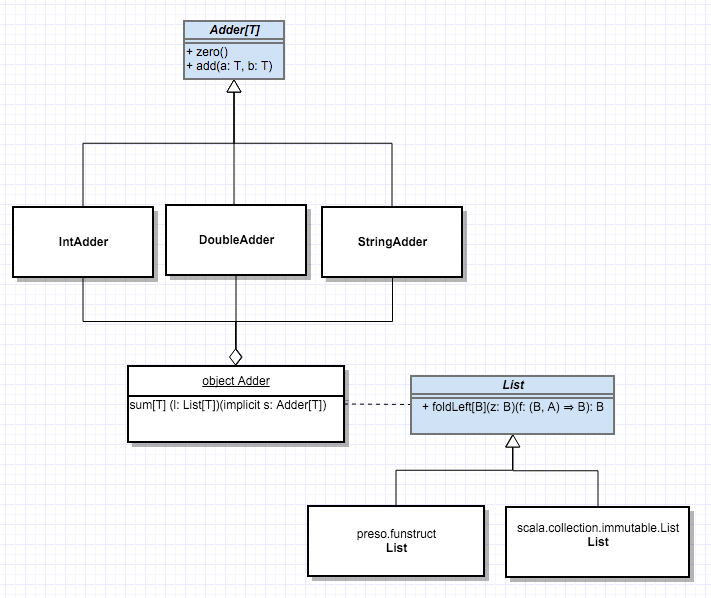 Adder[T]
+ zero()
+ add(a: T, b: T)
IntAdder
DoubleAdder
StringAdder
object Adder
sum[T] (l: List[T])(implicit s: Adder[T])
List
+ foldLeft[B](z: B)(f: (B, A) ⇒ B): B
preso.funstruct
List
scala.collection.immutable.List
List